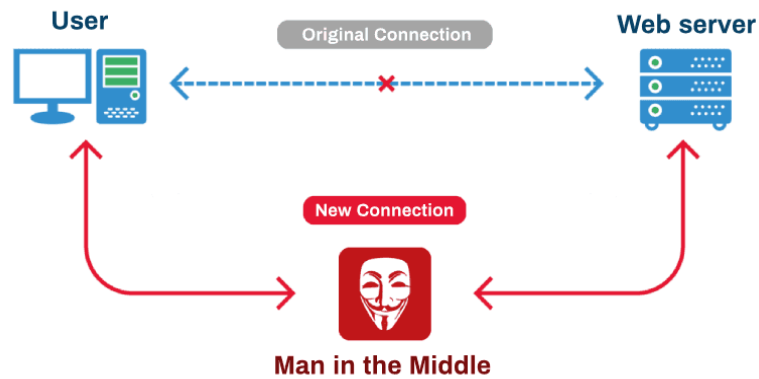 User
Original Connection
Web server
New Connection
Man in the Middle